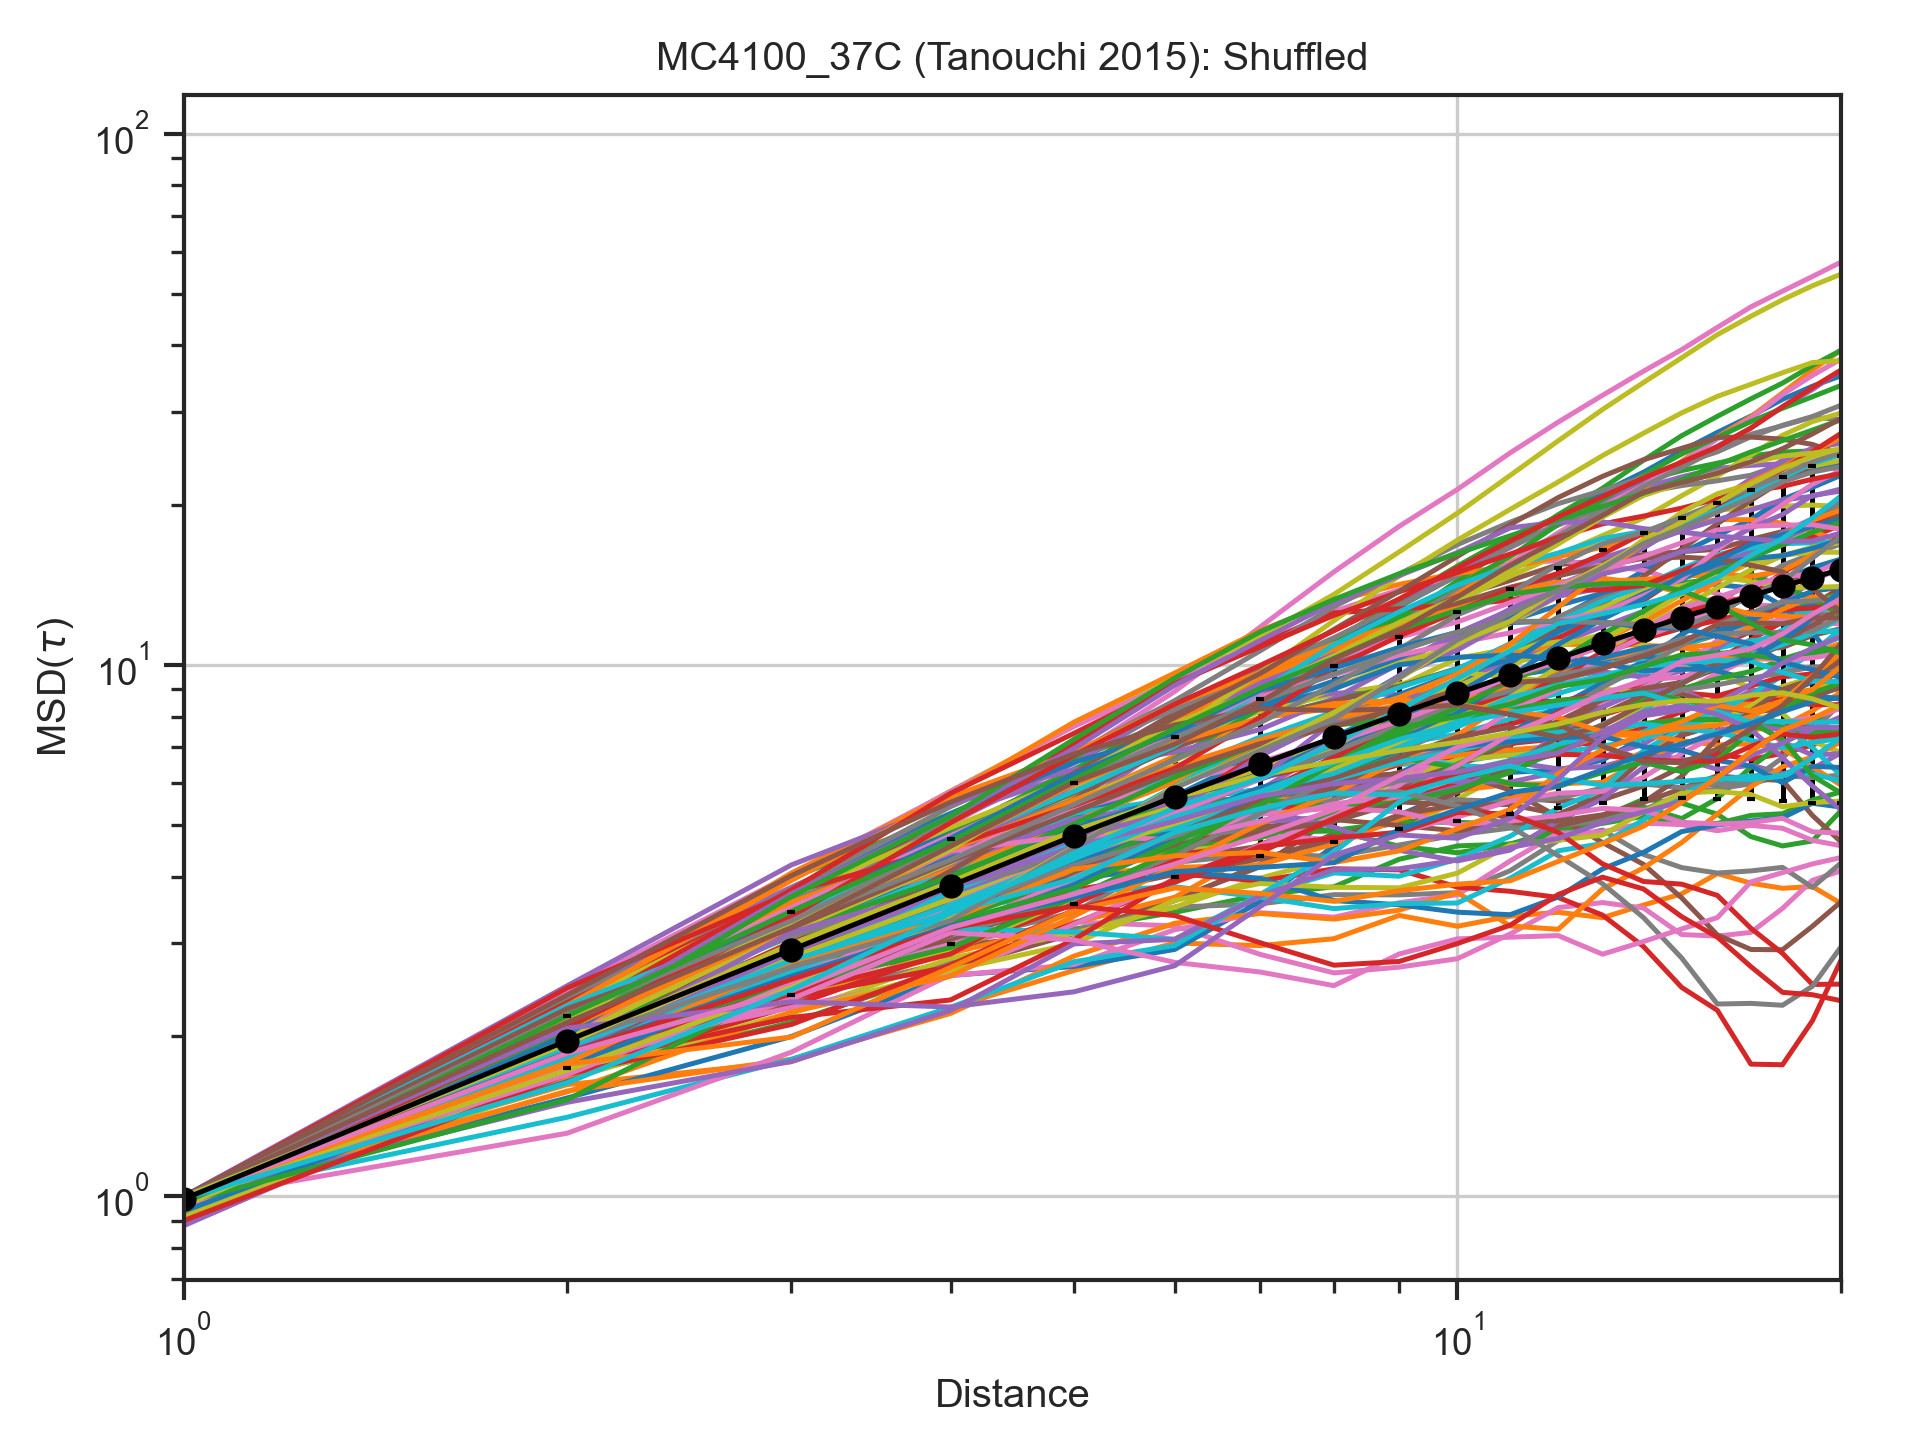 MC4100_37C (Tanouchi 2015): Shuffled
10²
10¹
10⁰
MSD(τ)
10⁰ 10¹
Distance